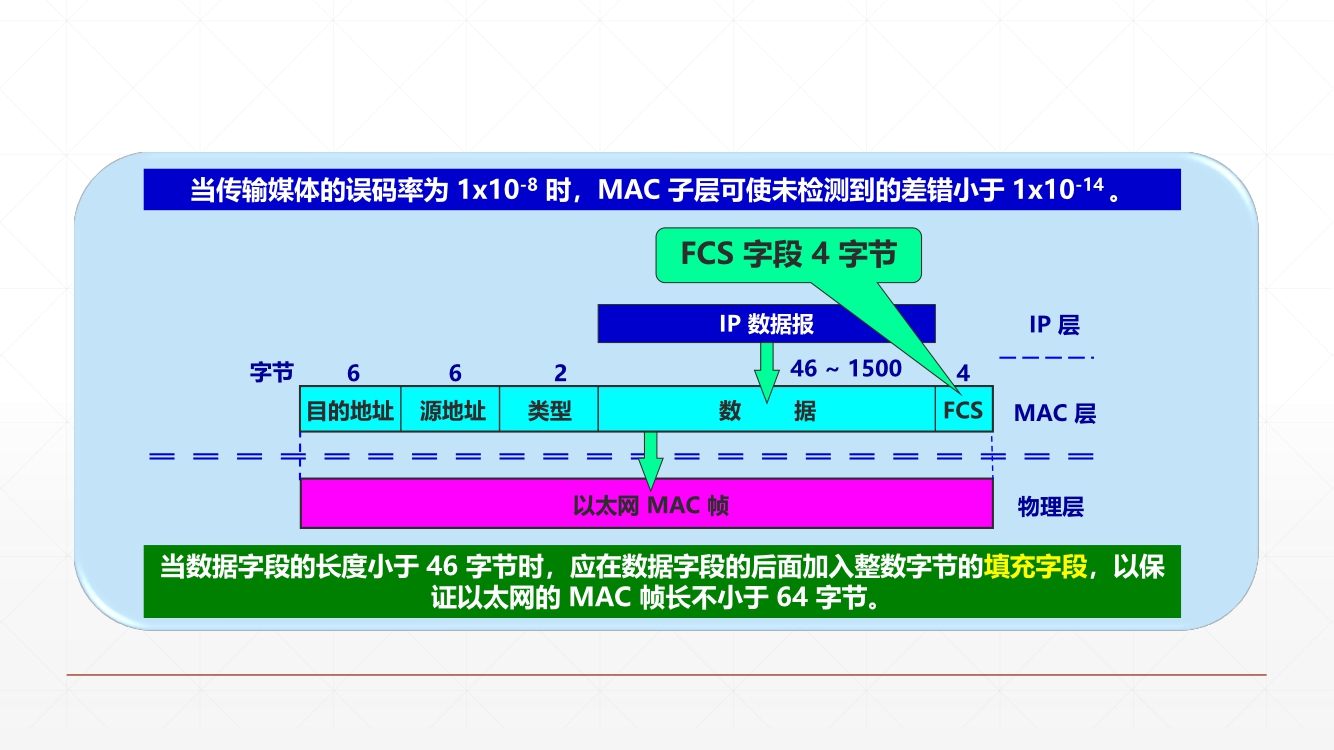 当传输媒体的误码率为 1x10⁻⁸ 时，MAC 子层可使未检测到的差错小于 1x10⁻¹⁴。
FCS 字段 4 字节
IP 数据报
IP 层
字节
6
6
2
46 ~ 1500
4
目的地址
源地址
类型
数 据
FCS
MAC 层
以太网 MAC 帧
物理层
当数据字段的长度小于 46 字节时，应在数据字段的后面加入整数字节的填充字段，以保
证以太网的 MAC 帧长不小于 64 字节。